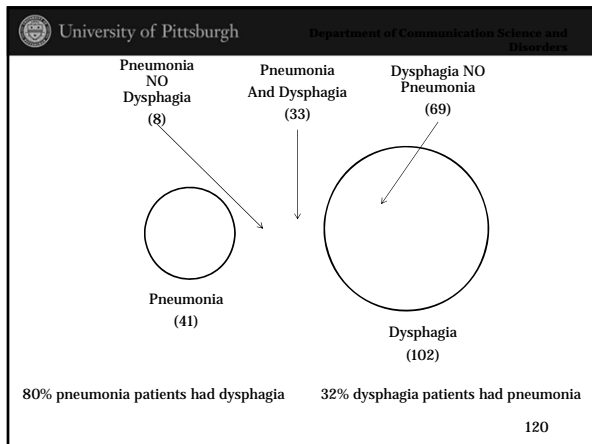 University of Pittsburgh
Department of Communication Science and
Disorders
Pneumonia
NO
Dysphagia
(8)
Pneumonia
And Dysphagia
(33)
Dysphagia NO
Pneumonia
(69)
Pneumonia
(41)
Dysphagia
(102)
80% pneumonia patients had dysphagia
32% dysphagia patients had pneumonia
120